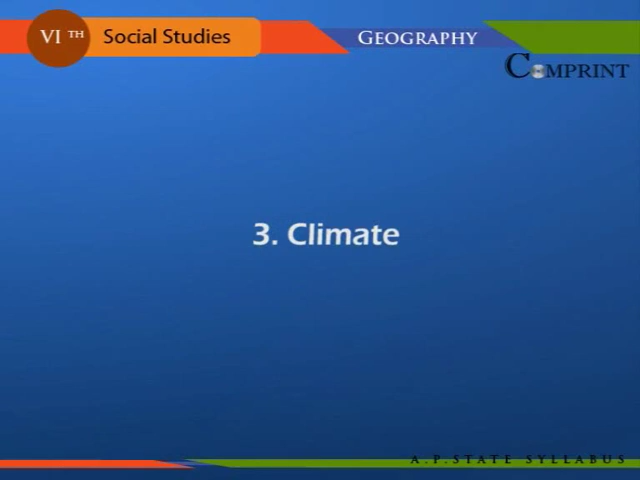 VI TH Social Studies
GEOGRAPHY
COMPRINT
3. Climate
A.P.STATE SYLLABUS